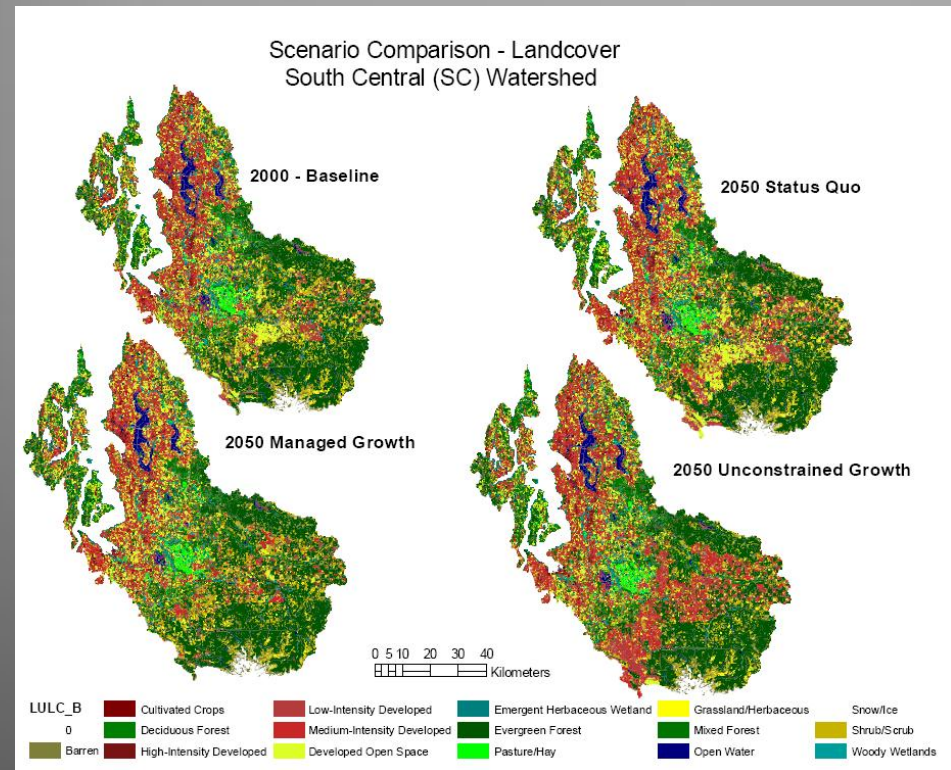 Scenario Comparison - Landcover
South Central (SC) Watershed
2000 - Baseline
2050 Status Quo
2050 Managed Growth
2050 Unconstrained Growth
0 5 10 20 30 40
Kilometers
LULC_B
0
Barren
Cultivated Crops
Deciduous Forest
High-Intensity Developed
Low-Intensity Developed
Medium-Intensity Developed
Developed Open Space
Emergent Herbaceous Wetland
Evergreen Forest
Pasture/Hay
Grassland/Herbaceous
Mixed Forest
Open Water
Snow/Ice
Shrub/Scrub
Woody Wetlands